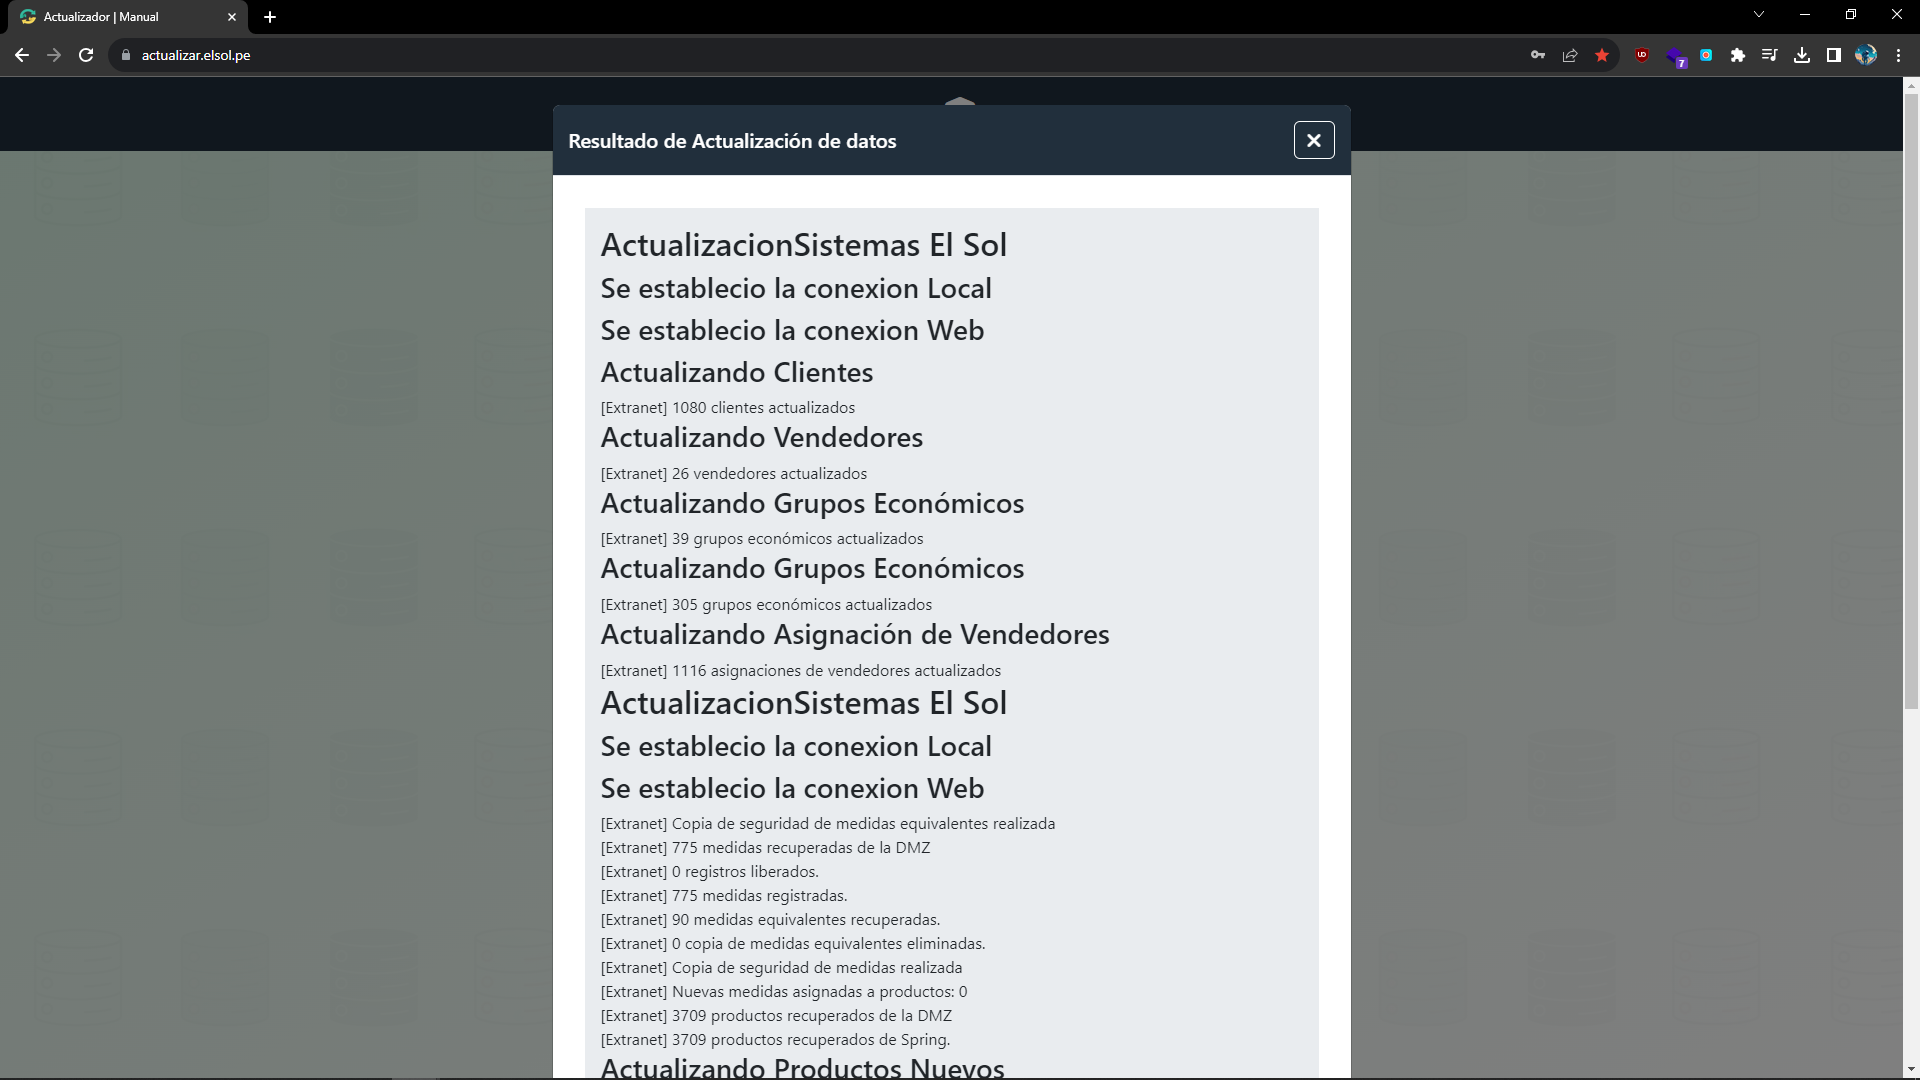 Actualizador | Manual
actualizar.elsol.pe
7
Resultado de Actualización de datos
ActualizacionSistemas El Sol
Se establecio la conexion Local
Se establecio la conexion Web
Actualizando Clientes
[Extranet] 1080 clientes actualizados
Actualizando Vendedores
[Extranet] 26 vendedores actualizados
Actualizando Grupos Económicos
[Extranet] 39 grupos económicos actualizados
Actualizando Grupos Económicos
[Extranet] 305 grupos económicos actualizados
Actualizando Asignación de Vendedores
[Extranet] 1116 asignaciones de vendedores actualizados
ActualizacionSistemas El Sol
Se establecio la conexion Local
Se establecio la conexion Web
[Extranet] Copia de seguridad de medidas equivalentes realizada
[Extranet] 775 medidas recuperadas de la DMZ
[Extranet] 0 registros liberados.
[Extranet] 775 medidas registradas.
[Extranet] 90 medidas equivalentes recuperadas.
[Extranet] 0 copia de medidas equivalentes eliminadas.
[Extranet] Copia de seguridad de medidas realizada
[Extranet] Nuevas medidas asignadas a productos: 0
[Extranet] 3709 productos recuperados de la DMZ
[Extranet] 3709 productos recuperados de Spring.
Actualizando Productos Nuevos